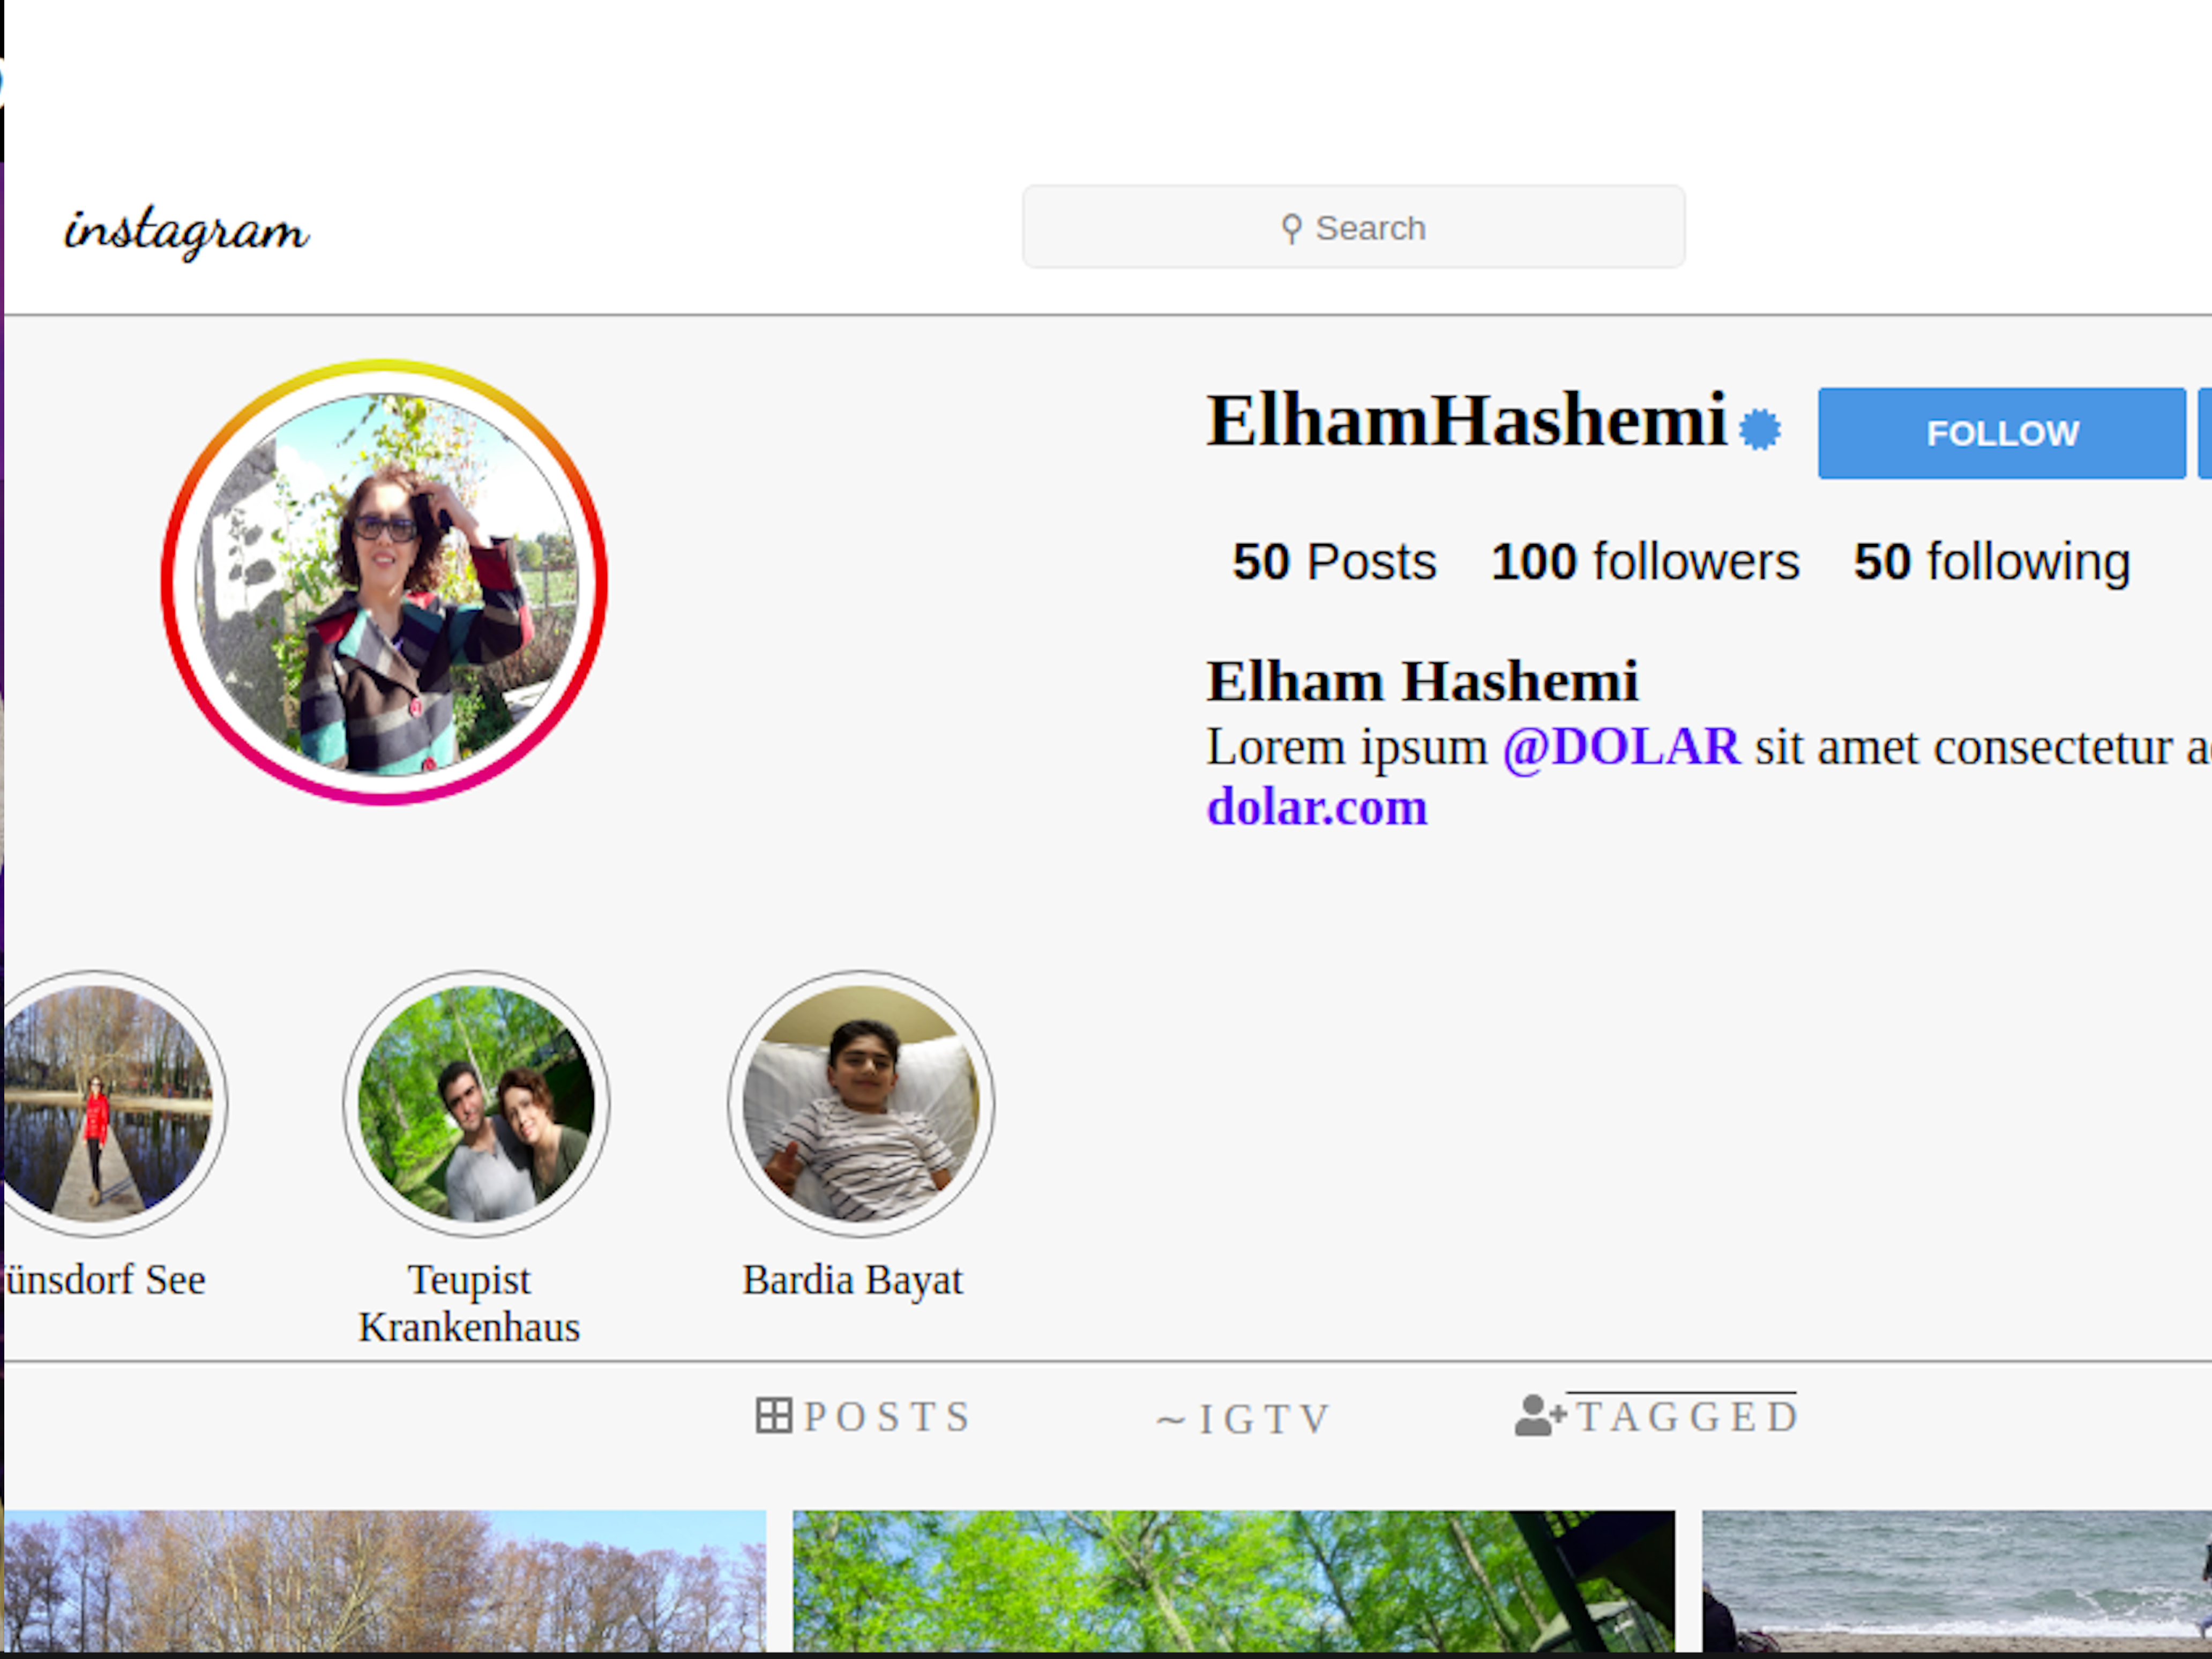 instagram
Search
ElhamHashemi
FOLLOW
50 Posts 100 followers 50 following
Elham Hashemi
Lorem ipsum @DOLAR sit amet consectetur
dolar.com
ünsdorf See
Teupist
Krankenhaus
Bardia Bayat
POSTS
~IGTV
TAGGED